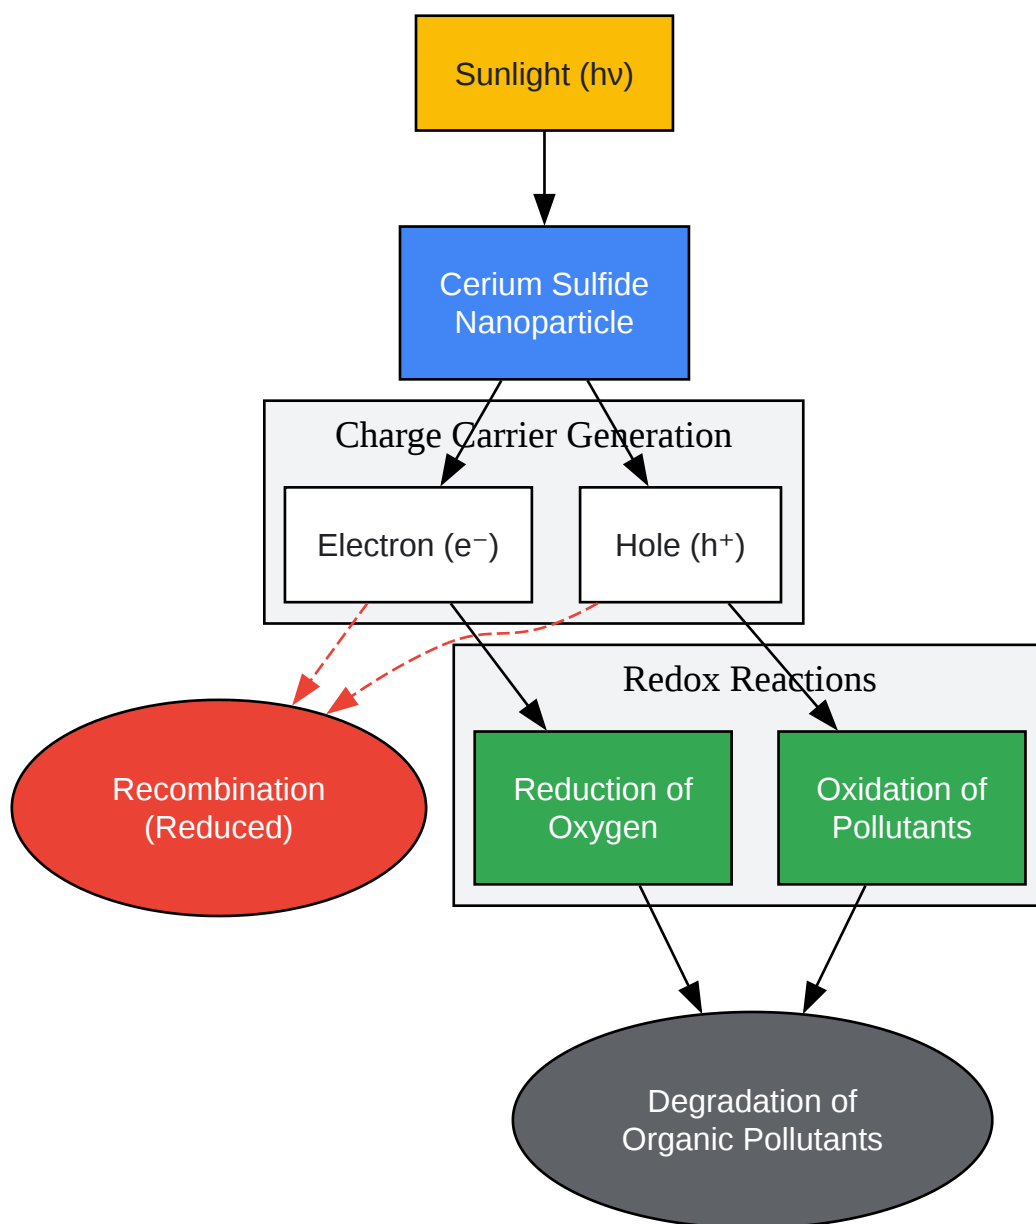 Sunlight (hν)
Cerium Sulfide
Nanoparticle
Charge Carrier Generation
Electron (e⁻)
Hole (h⁺)
Redox Reactions
Recombination
(Reduced)
Reduction of
Oxygen
Oxidation of
Pollutants
Degradation of
Organic Pollutants